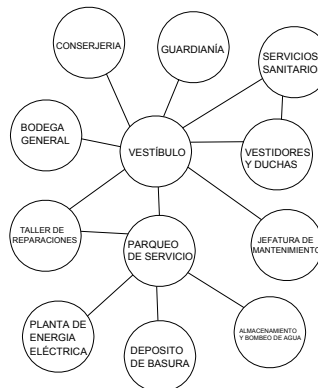 CONSERJERIA
GUARDIANÍA
SERVICIOS
SANITARIO
BODEGA
GENERAL
VESTÍBULO
VESTIDORES
Y DUCHAS
TALLER DE
REPARACIONES
PARQUEO
DE SERVICIO
JEFATURA DE
MANTENIMIENTO
PLANTA DE
ENERGIA
ELÉCTRICA
DEPOSITO
DE BASURA
ALMACENAMIENTO
Y BOMBEO DE AGUA